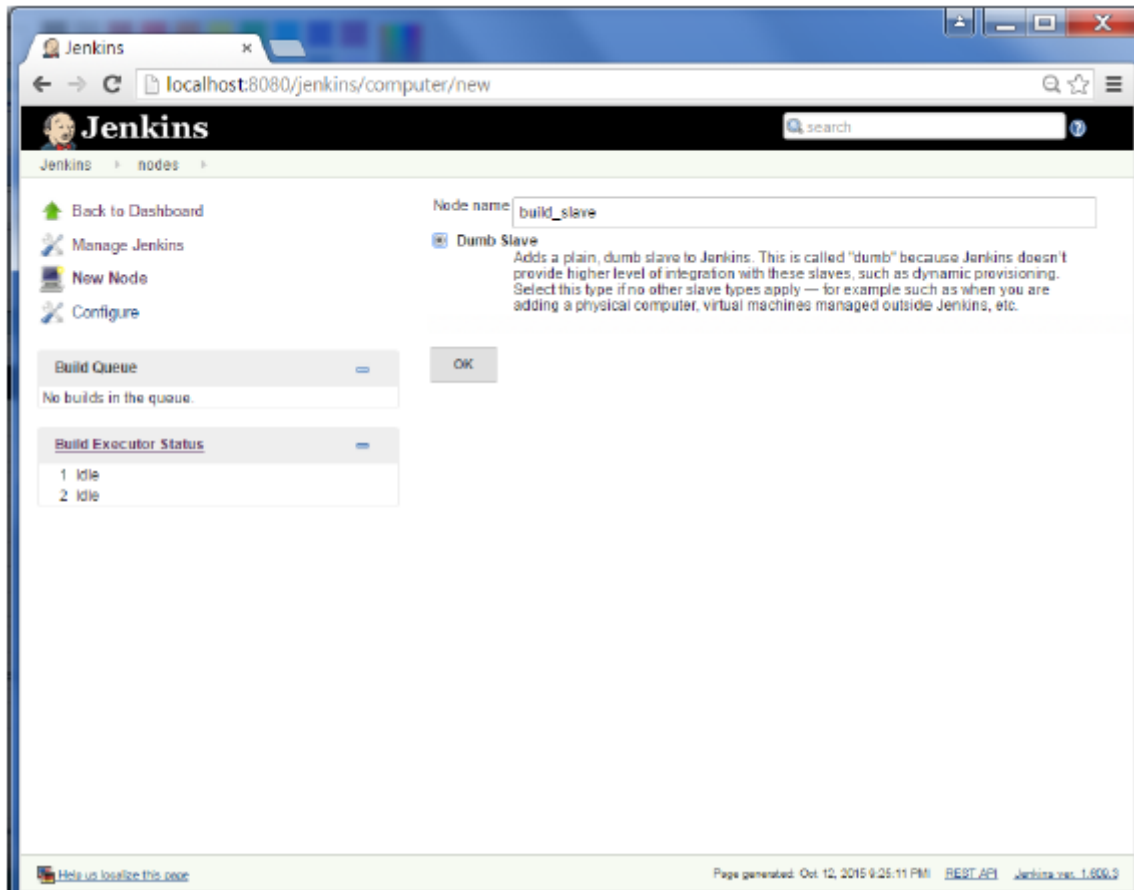 Jenkins
localhost:8080/jenkins/computer/new
Jenkins
search
Jenkins
nodes
Back to Dashboard
Manage Jenkins
New Node
Configure
Build Queue
No builds in the queue.
Build Executor Status
1 Idle
2 Idle
Node name
build_slave
Dumb Slave
Adds a plain, dumb slave to Jenkins. This is called "dumb" because Jenkins doesn't
provide higher level of integration with these slaves, such as dynamic provisioning.
Select this type if no other slave types apply — for example such as when you are
adding a physical computer, virtual machines managed outside Jenkins, etc.
OK
Help us localize this page
Page generated: Oct 12, 2015 9:25:11 PM
REST API
Jenkins ver. 1.609.3